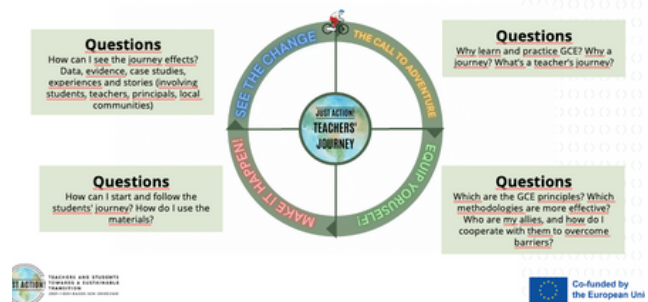 Questions
How can I see the journey effects?
Data, evidence, case studies,
experiences and stories (involving
students, teachers, principals, local
communities)
Questions
Why learn and practice GCE? Why a
journey? What's a teacher's journey?
SEE THE CHANGE
THE CALL TO ADVENTURE
JUST ACTION!
TEACHERS'
JOURNEY
MAKE IT HAPPEN!
EQUIP YORUSELF!
Questions
How can I start and follow the
students' journey? How do I use the
materials?
Questions
Which are the GCE principles? Which
methodologies are more effective?
Who are my allies, and how do I
cooperate with them to overcome
barriers?
ST ACTION!
TEACHERS AND STUDENTS
TOWARDS A SUSTAINABLE
TRANSITION
Co-funded by
the European Uni